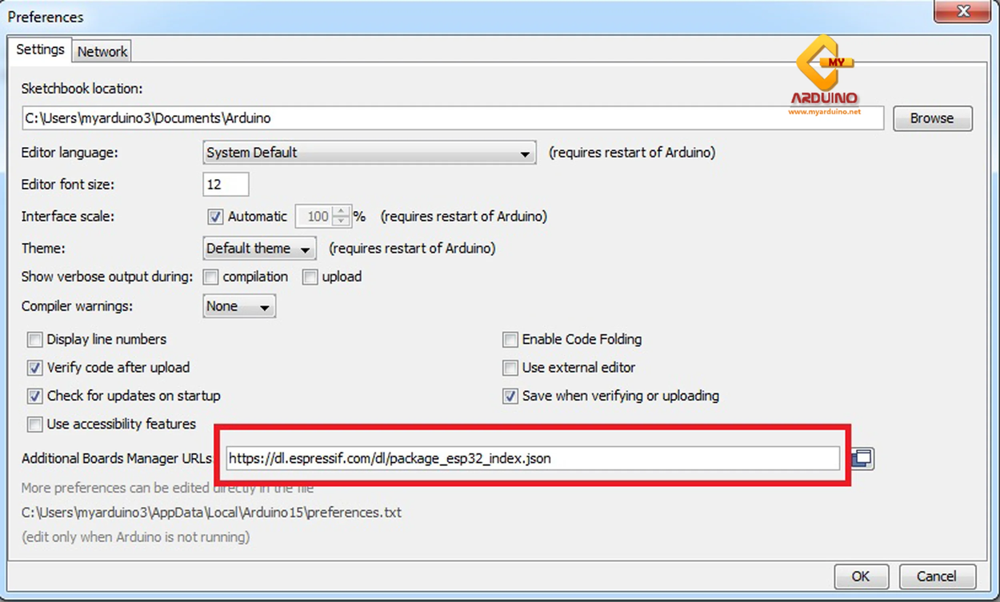 Preferences
Settings
Network
MY
ARDUINO
www.myarduino.net
Sketchbook location:
C:\Users\myarduino3\Documents\Arduino
Browse
Editor language: System Default (requires restart of Arduino)
Editor font size: 12
Interface scale: Automatic 100 % (requires restart of Arduino)
Theme: Default theme (requires restart of Arduino)
Show verbose output during: compilation upload
Compiler warnings: None
Display line numbers
Enable Code Folding
Verify code after upload
Use external editor
Check for updates on startup
Save when verifying or uploading
Use accessibility features
Additional Boards Manager URLs: https://dl.espressif.com/dl/package_esp32_index.json
More preferences can be edited directly in the file
C:\Users\myarduino3\AppData\Local\Arduino15\preferences.txt
(edit only when Arduino is not running)
OK
Cancel